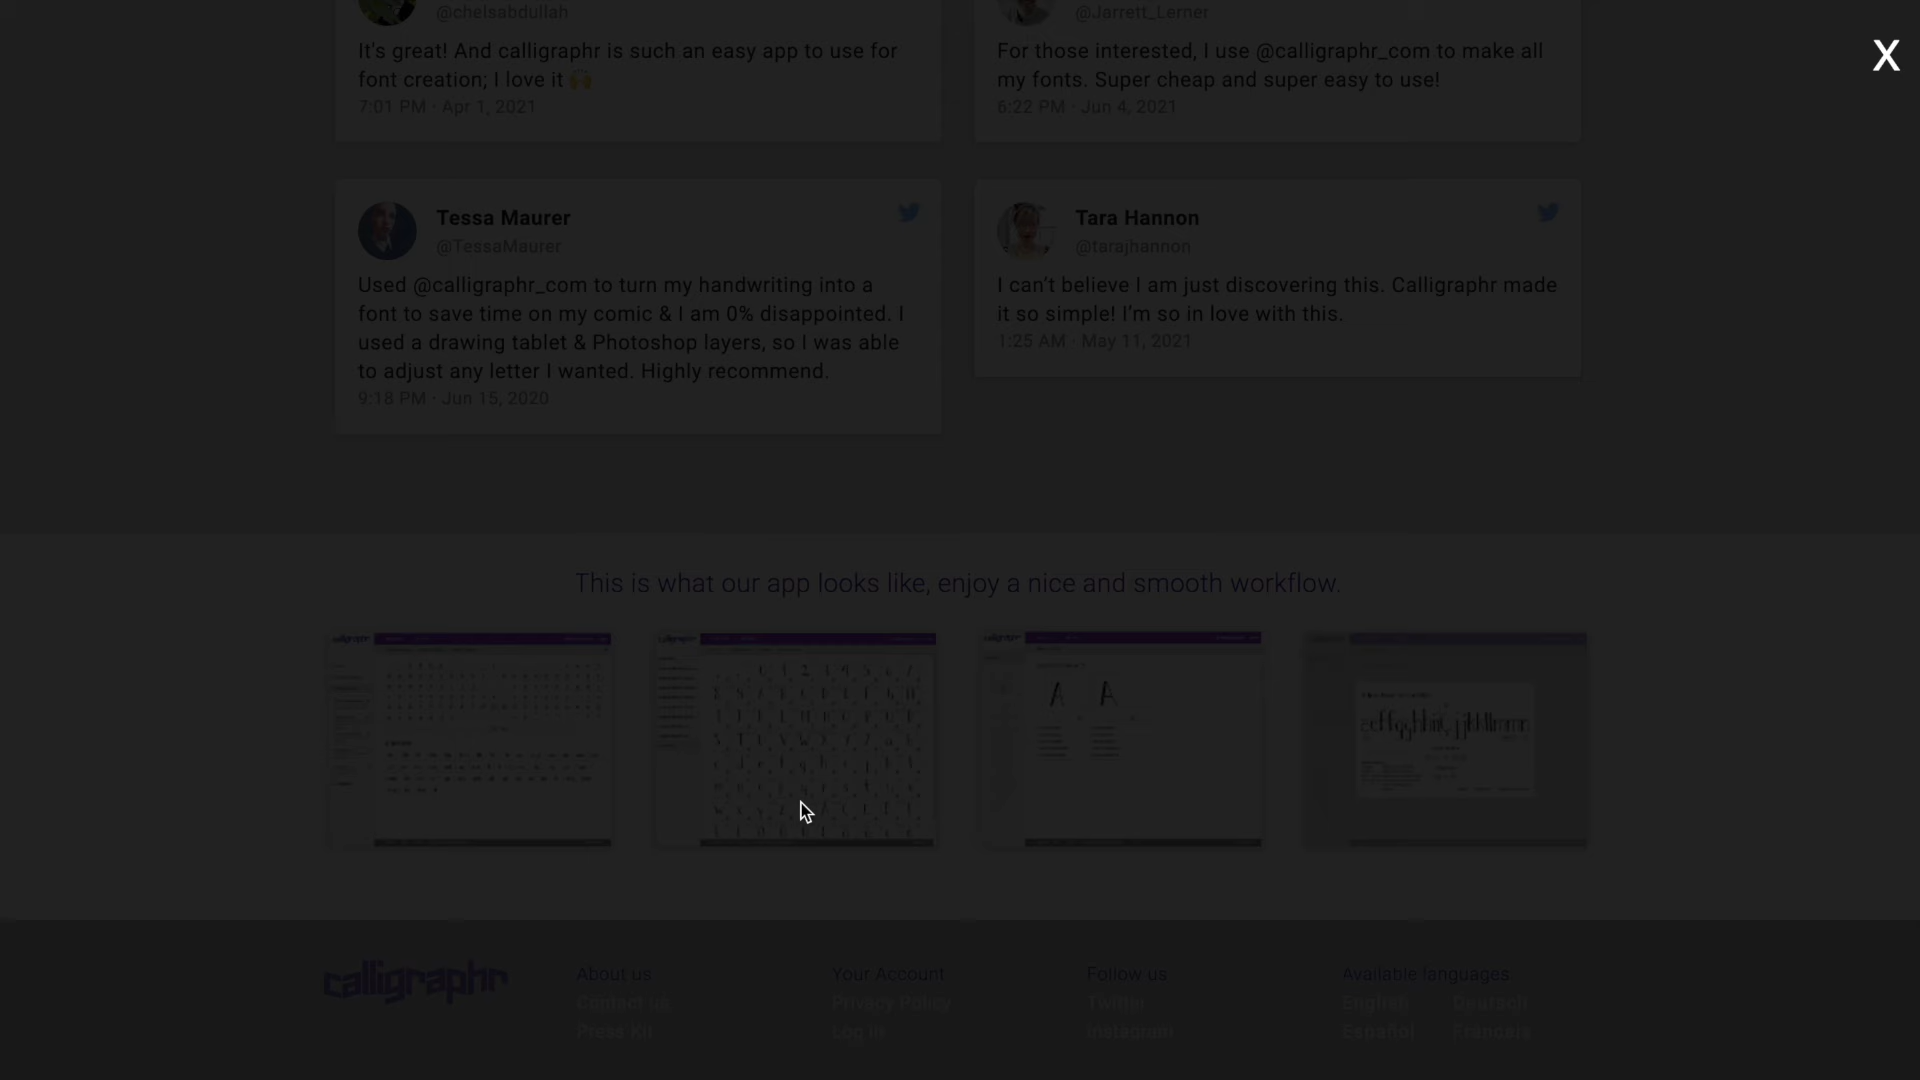 X
@chelsabdullah
It's great! And calligraphr is such an easy app to use for
font creation; I love it 🙌
7:01 PM · Apr 1, 2021
@Jarrett_Lerner
For those interested, I use @calligraphr_com to make all
my fonts. Super cheap and super easy to use!
6:22 PM · Jun 4, 2021
Tessa Maurer
@TessaMaurer
Used @calligraphr_com to turn my handwriting into a
font to save time on my comic & I am 0% disappointed. I
used a drawing tablet & Photoshop layers, so I was able
to adjust any letter I wanted. Highly recommend.
9:18 PM · Jun 15, 2020
Tara Hannon
@tarajhannon
I can’t believe I am just discovering this. Calligraphr made
it so simple! I’m so in love with this.
1:25 AM · May 11, 2021
This is what our app looks like, enjoy a nice and smooth workflow.
calligraphr
About us
Contact us
Press Kit
Your Account
Privacy Policy
Log in
Follow us
Twitter
Instagram
Available languages
English Deutsch
Español Français